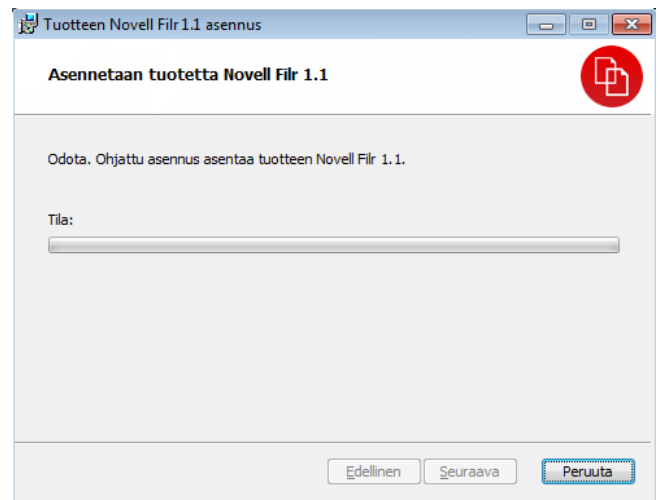 Tuotteen Novell Filr 1.1 asennus
Asennetaan tuotetta Novell Filr 1.1
Odota. Ohjattu asennus asentaa tuotteen Novell Filr 1.1.
Tila:
Edellinen Seuraava Peruuta